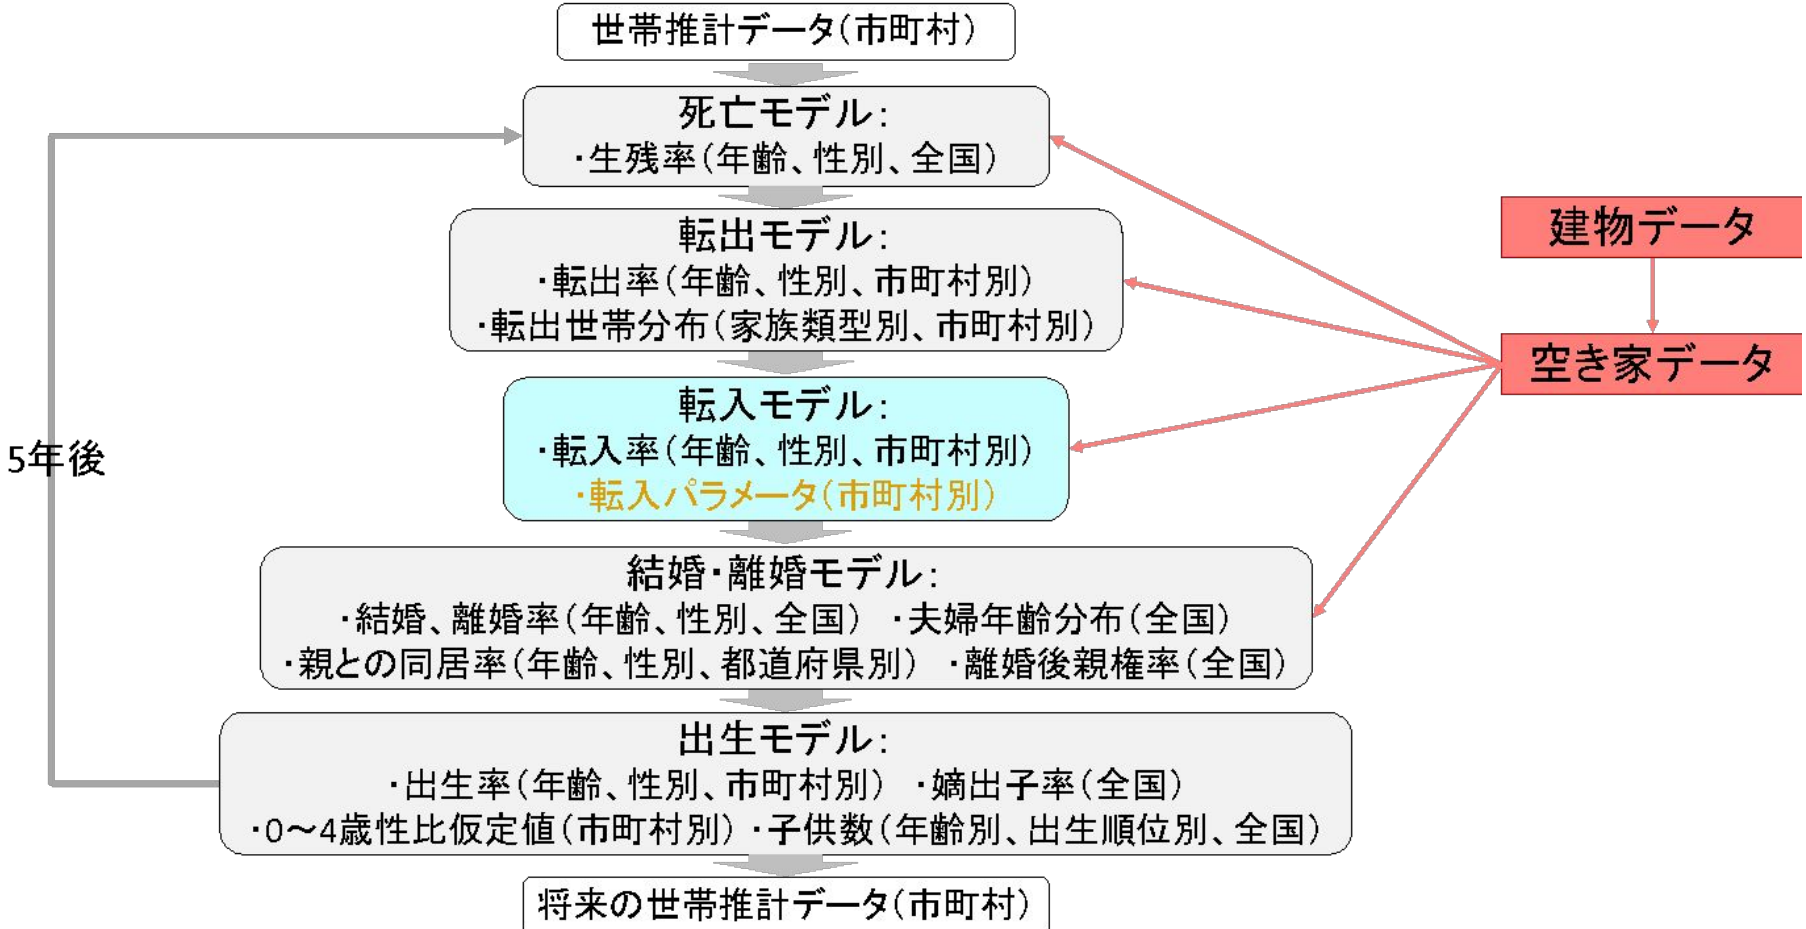 世帯推計データ(市町村)
死亡モデル:
・生残率(年齢、性別、全国)
転出モデル:
・転出率(年齢、性別、市町村別)
・転出世帯分布(家族類型別、市町村別)
転入モデル:
・転入率(年齢、性別、市町村別)
・転入パラメータ(市町村別)
結婚・離婚モデル:
・結婚、離婚率(年齢、性別、全国) ・夫婦年齢分布(全国)
・親との同居率(年齢、性別、都道府県別) ・離婚後親権率(全国)
出生モデル:
・出生率(年齢、性別、市町村別) ・嫡出子率(全国)
・0~4歳性比仮定値(市町村別) ・子供数(年齢別、出生順位別、全国)
将来の世帯推計データ(市町村)
5年後
建物データ
空き家データ